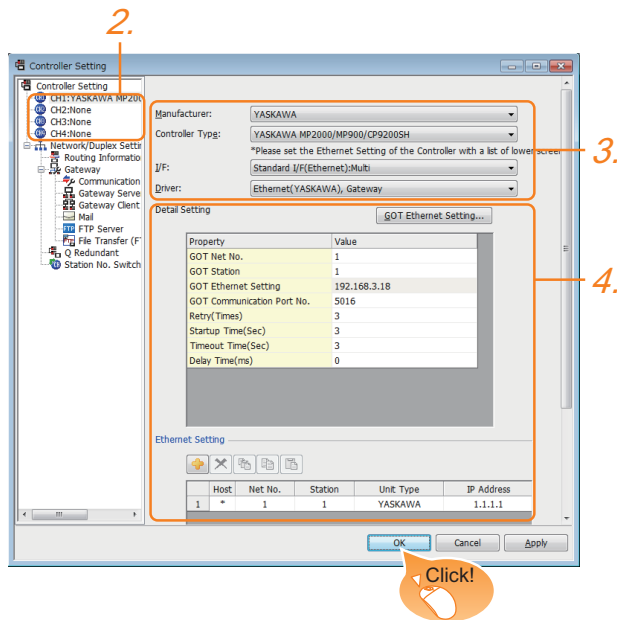 2.
Controller Setting
Controller Setting
CH1:YASKAWA MP200
CH2:None
CH3:None
CH4:None
Network/Duplex Settin
Routing Informatio
Gateway
Communication
Gateway Serve
Gateway Client
Mail
FTP Server
File Transfer (F
Q Redundant
Station No. Switch
Manufacturer: YASKAWA
Controller Type: YASKAWA MP2000/MP900/CP9200SH
*Please set the Ethernet Setting of the Controller with a list of lower screen
I/F: Standard I/F(Ethernet):Multi
Driver: Ethernet(YASKAWA), Gateway
3.
Detail Setting
GOT Ethernet Setting...
Property Value
GOT Net No. 1
GOT Station 1
GOT Ethernet Setting 192.168.3.18
GOT Communication Port No. 5016
Retry(Times) 3
Startup Time(Sec) 3
Timeout Time(Sec) 3
Delay Time(ms) 0
4.
Ethernet Setting
Host Net No. Station Unit Type IP Address
1 * 1 1 YASKAWA 1.1.1.1
OK Cancel Apply
Click!